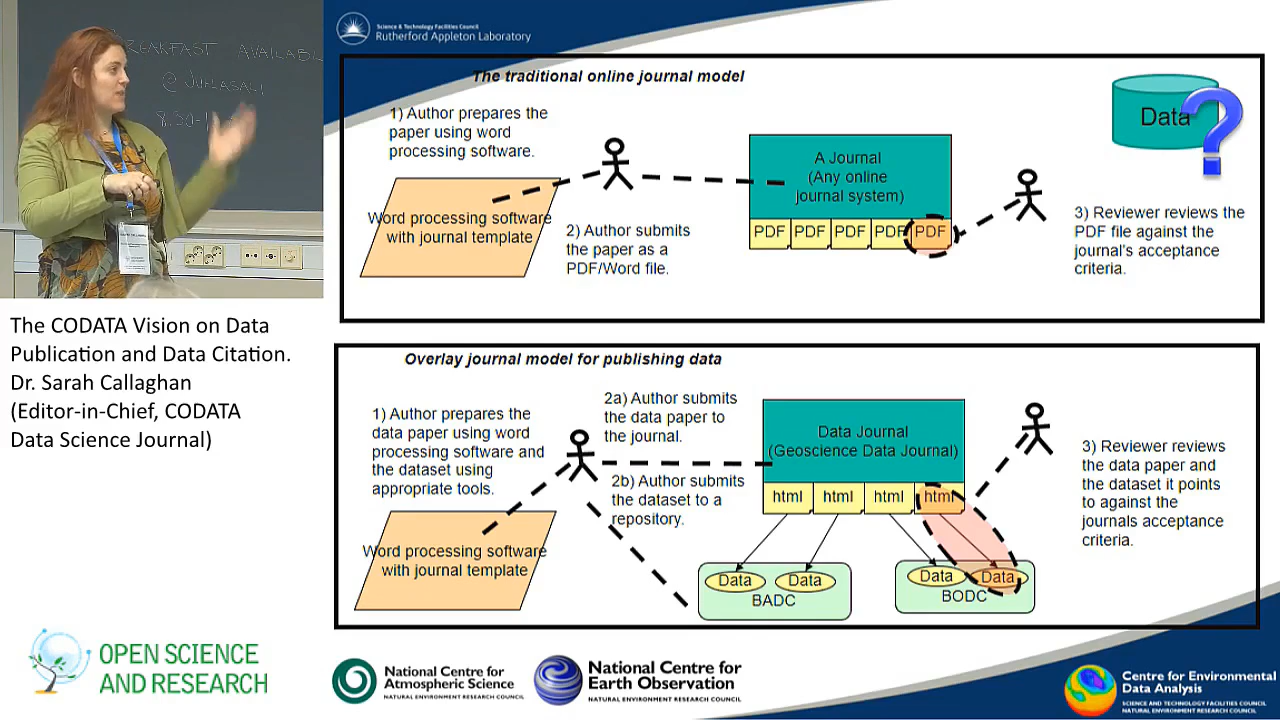 BREAKFAST AVAILABL
@ JUHLASALI
8.30-1
The CODATA Vision on Data
Publication and Data Citation.
Dr. Sarah Callaghan
(Editor-in-Chief, CODATA
Data Science Journal)
OPEN SCIENCE
AND RESEARCH
Science & Technology Facilities Council
Rutherford Appleton Laboratory
The traditional online journal model
1) Author prepares the
paper using word
processing software.
Word processing software
with journal template
2) Author submits
the paper as a
PDF/Word file.
A Journal
(Any online
journal system)
PDF PDF PDF PDF PDF
Data
?
3) Reviewer reviews the
PDF file against the
journal's acceptance
criteria.
Overlay journal model for publishing data
1) Author prepares the
data paper using word
processing software and
the dataset using
appropriate tools.
Word processing software
with journal template
2a) Author submits
the data paper to
the journal.
2b) Author submits
the dataset to a
repository.
Data Journal
(Geoscience Data Journal)
html html html html
Data Data
BADC
Data Data
BODC
3) Reviewer reviews
the data paper and
the dataset it points
to against the
journals acceptance
criteria.
National Centre for
Atmospheric Science
NATURAL ENVIRONMENT RESEARCH COUNCIL
National Centre for
Earth Observation
NATURAL ENVIRONMENT RESEARCH COUNCIL
Centre for Environmental
Data Analysis
SCIENCE AND TECHNOLOGY FACILITIES COUNCIL
NATURAL ENVIRONMENT RESEARCH COUNCIL